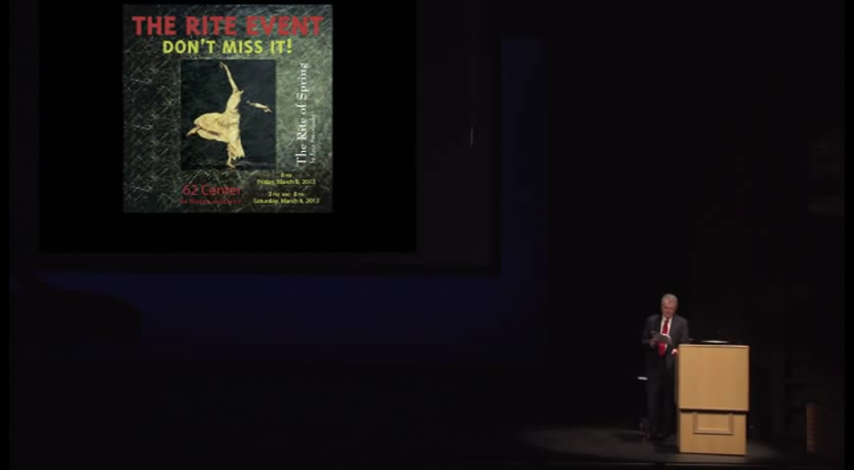 THE RITE EVENT
DON'T MISS IT!
The Rite of Spring
62 Center
8 PM
Friday, March 8, 2013
3 PM AND 8 PM
Saturday, March 9, 2013